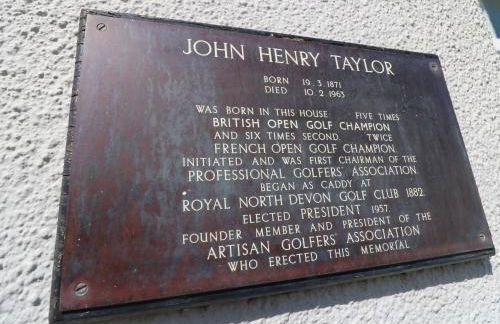 JOHN HENRY TAYLOR
BORN 19.3.1871
DIED 10.2.1963
WAS BORN IN THIS HOUSE FIVE TIMES
BRITISH OPEN GOLF CHAMPION
AND SIX TIMES SECOND. TWICE
FRENCH OPEN GOLF CHAMPION.
INITIATED AND WAS FIRST CHAIRMAN OF THE
PROFESSIONAL GOLFERS' ASSOCIATION.
BEGAN AS CADDY AT
ROYAL NORTH DEVON GOLF CLUB 1882.
ELECTED PRESIDENT 1957.
FOUNDER MEMBER AND PRESIDENT OF THE
ARTISAN GOLFERS' ASSOCIATION
WHO ERECTED THIS MEMORIAL